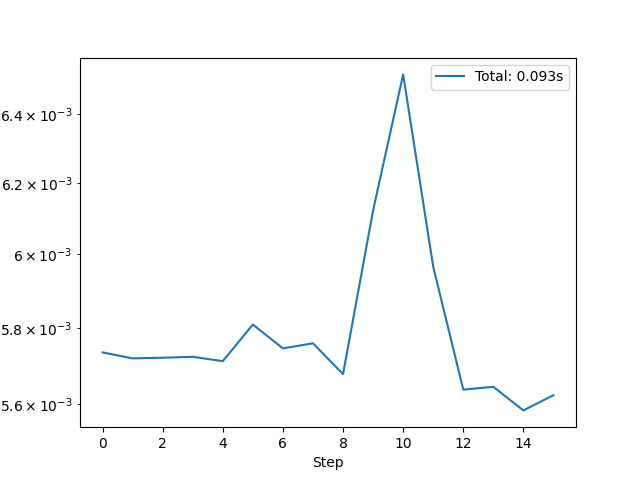 Total: 0.093s
6.4 × 10⁻³
6.2 × 10⁻³
6 × 10⁻³
5.8 × 10⁻³
5.6 × 10⁻³
0 2 4 6 8 10 12 14
Step